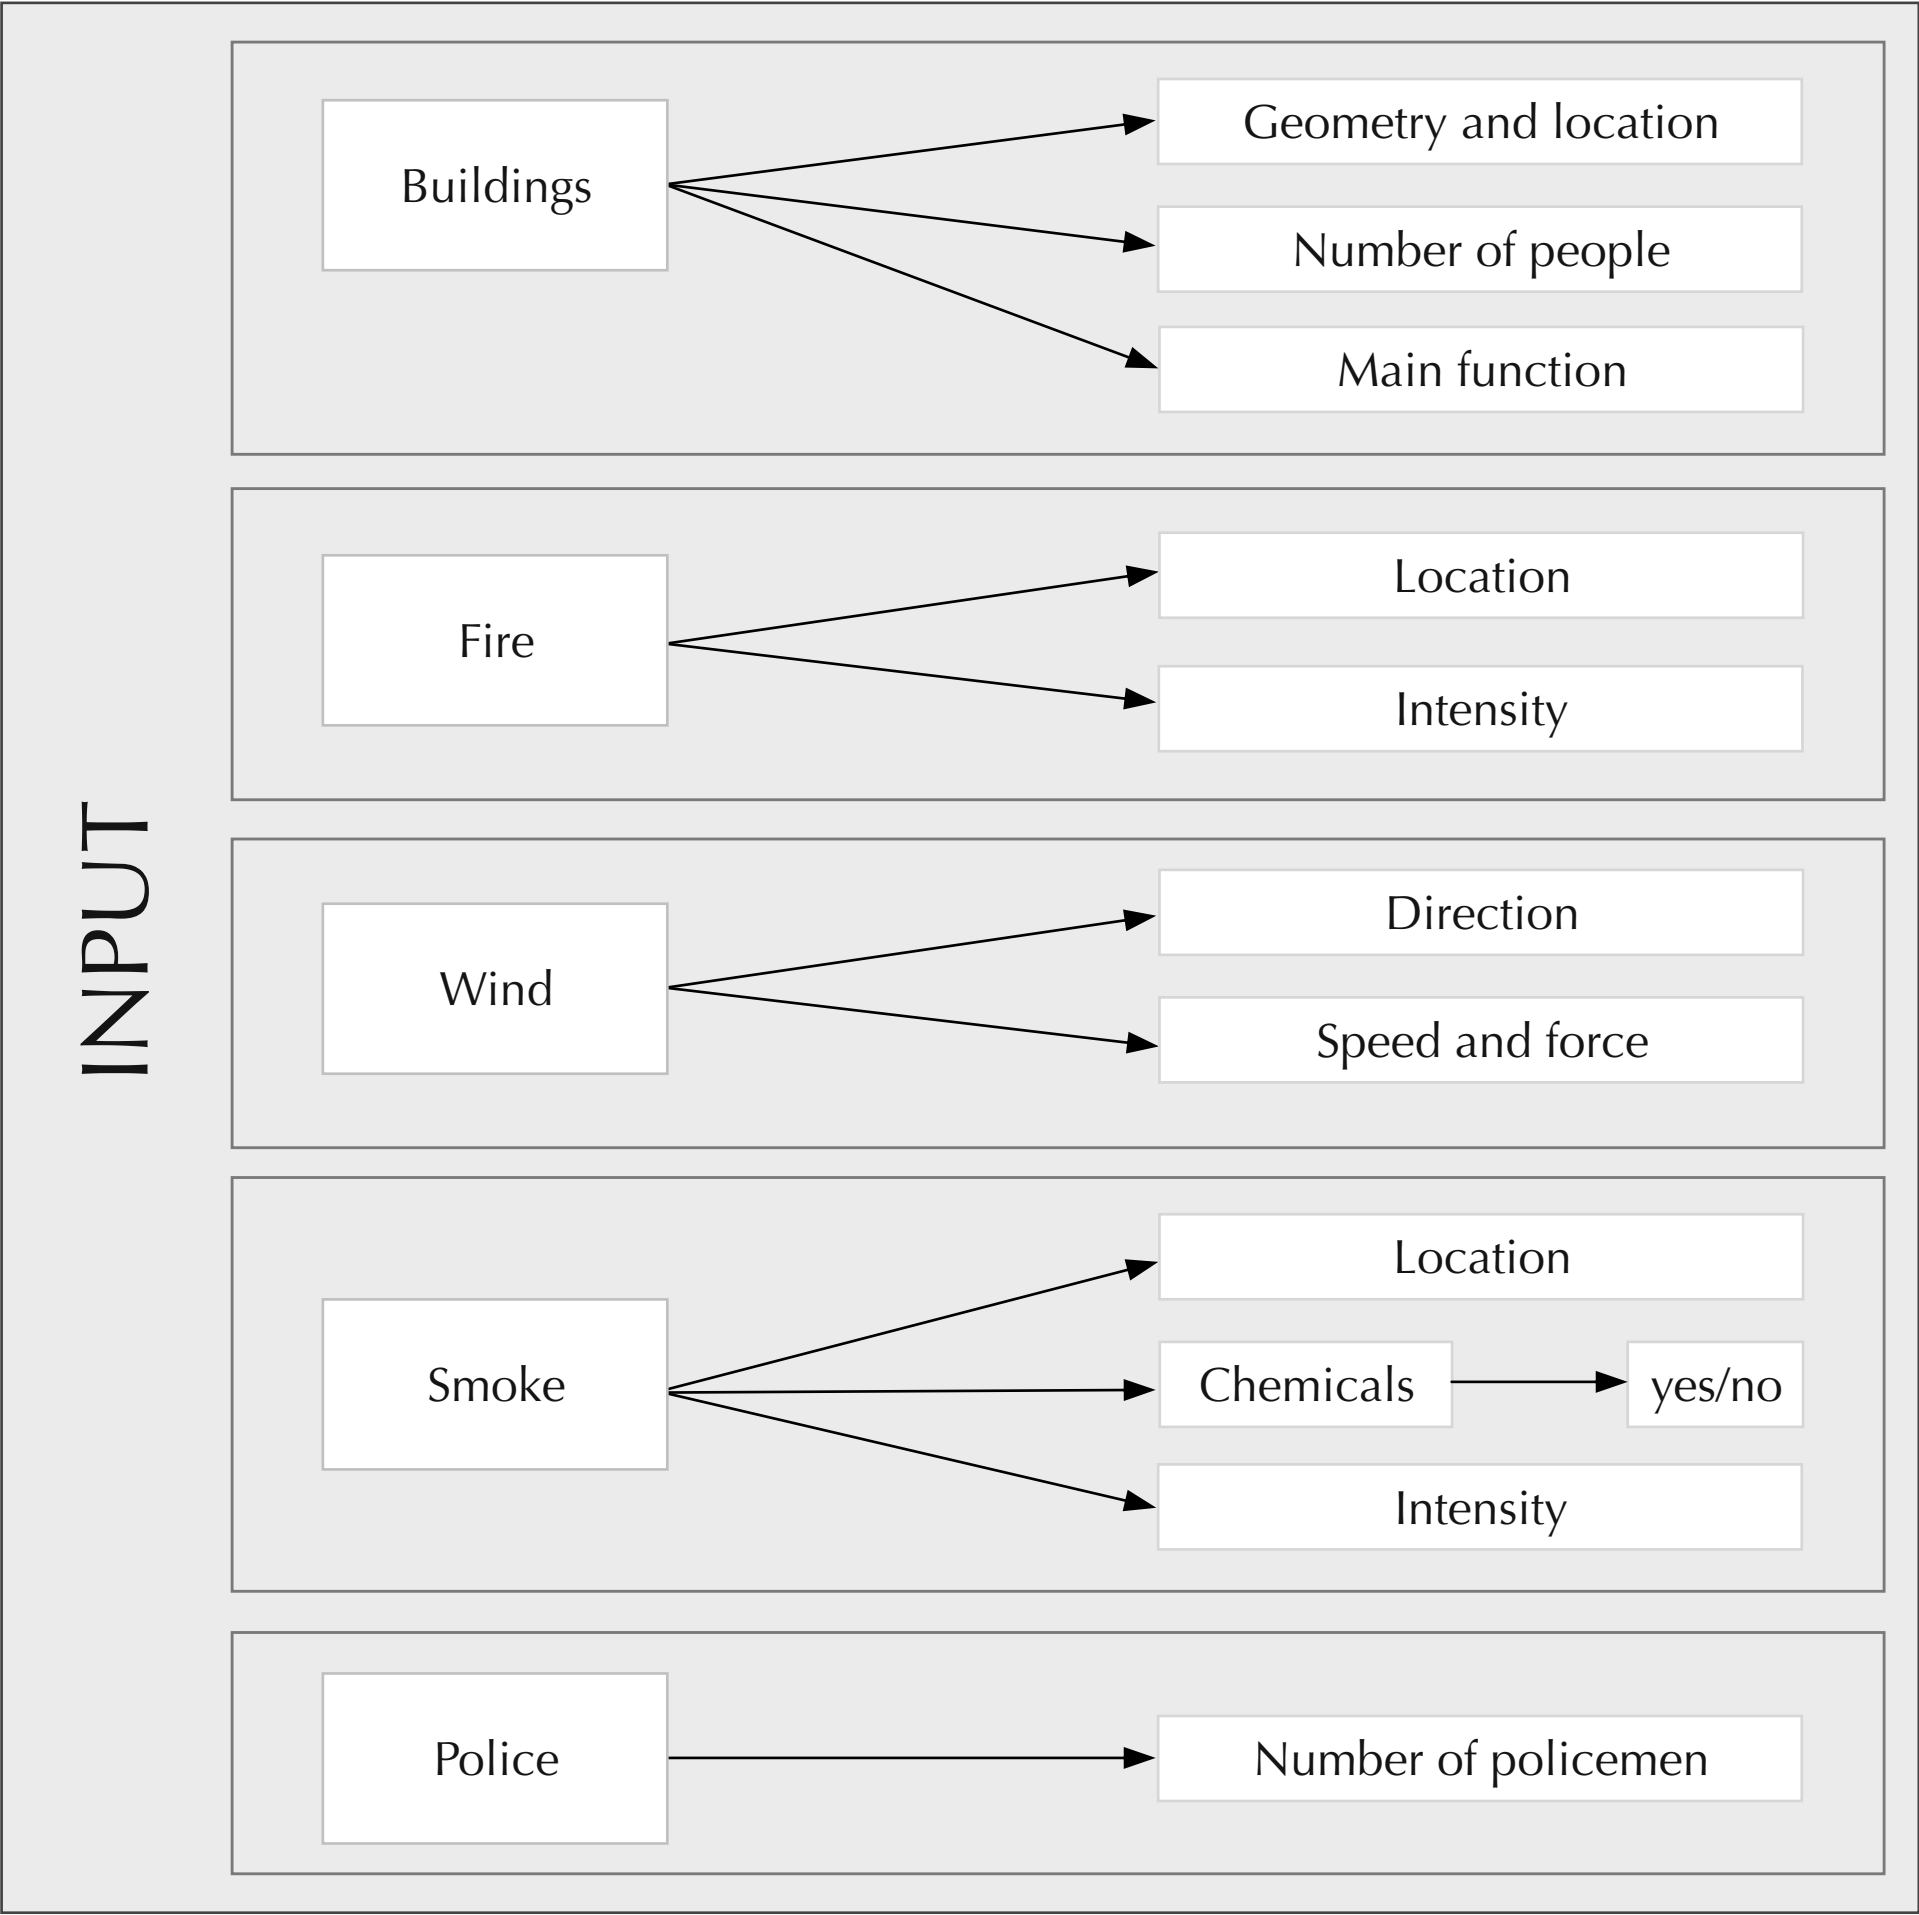 INPUT
Buildings
Geometry and location
Number of people
Main function
Fire
Location
Intensity
Wind
Direction
Speed and force
Smoke
Location
Chemicals
yes/no
Intensity
Police
Number of policemen